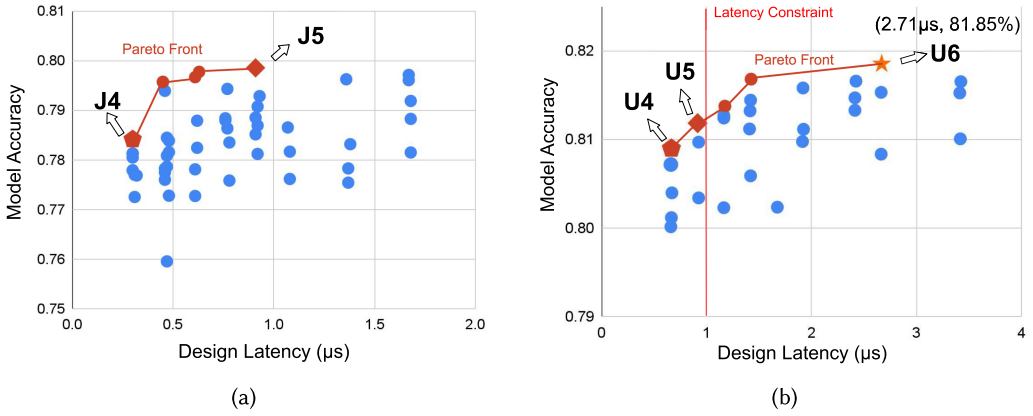 0.81
0.80
0.79
0.78
0.77
0.76
0.75
0.0
0.5
1.0
1.5
2.0
Model Accuracy
Design Latency (μs)
Pareto Front
J4
J5
(a)
0.82
0.81
0.80
0.79
0
1
2
3
4
Model Accuracy
Design Latency (μs)
Latency Constraint
(2.71μs, 81.85%)
Pareto Front
U4
U5
U6
(b)